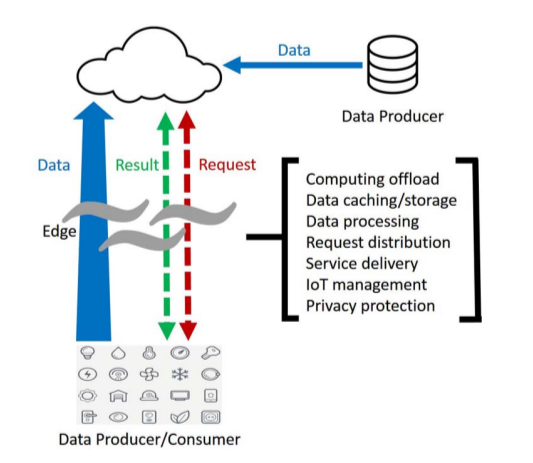 Data
Data Producer
Data
Result
Request
Edge
Computing offload
Data caching/storage
Data processing
Request distribution
Service delivery
IoT management
Privacy protection
Data Producer/Consumer